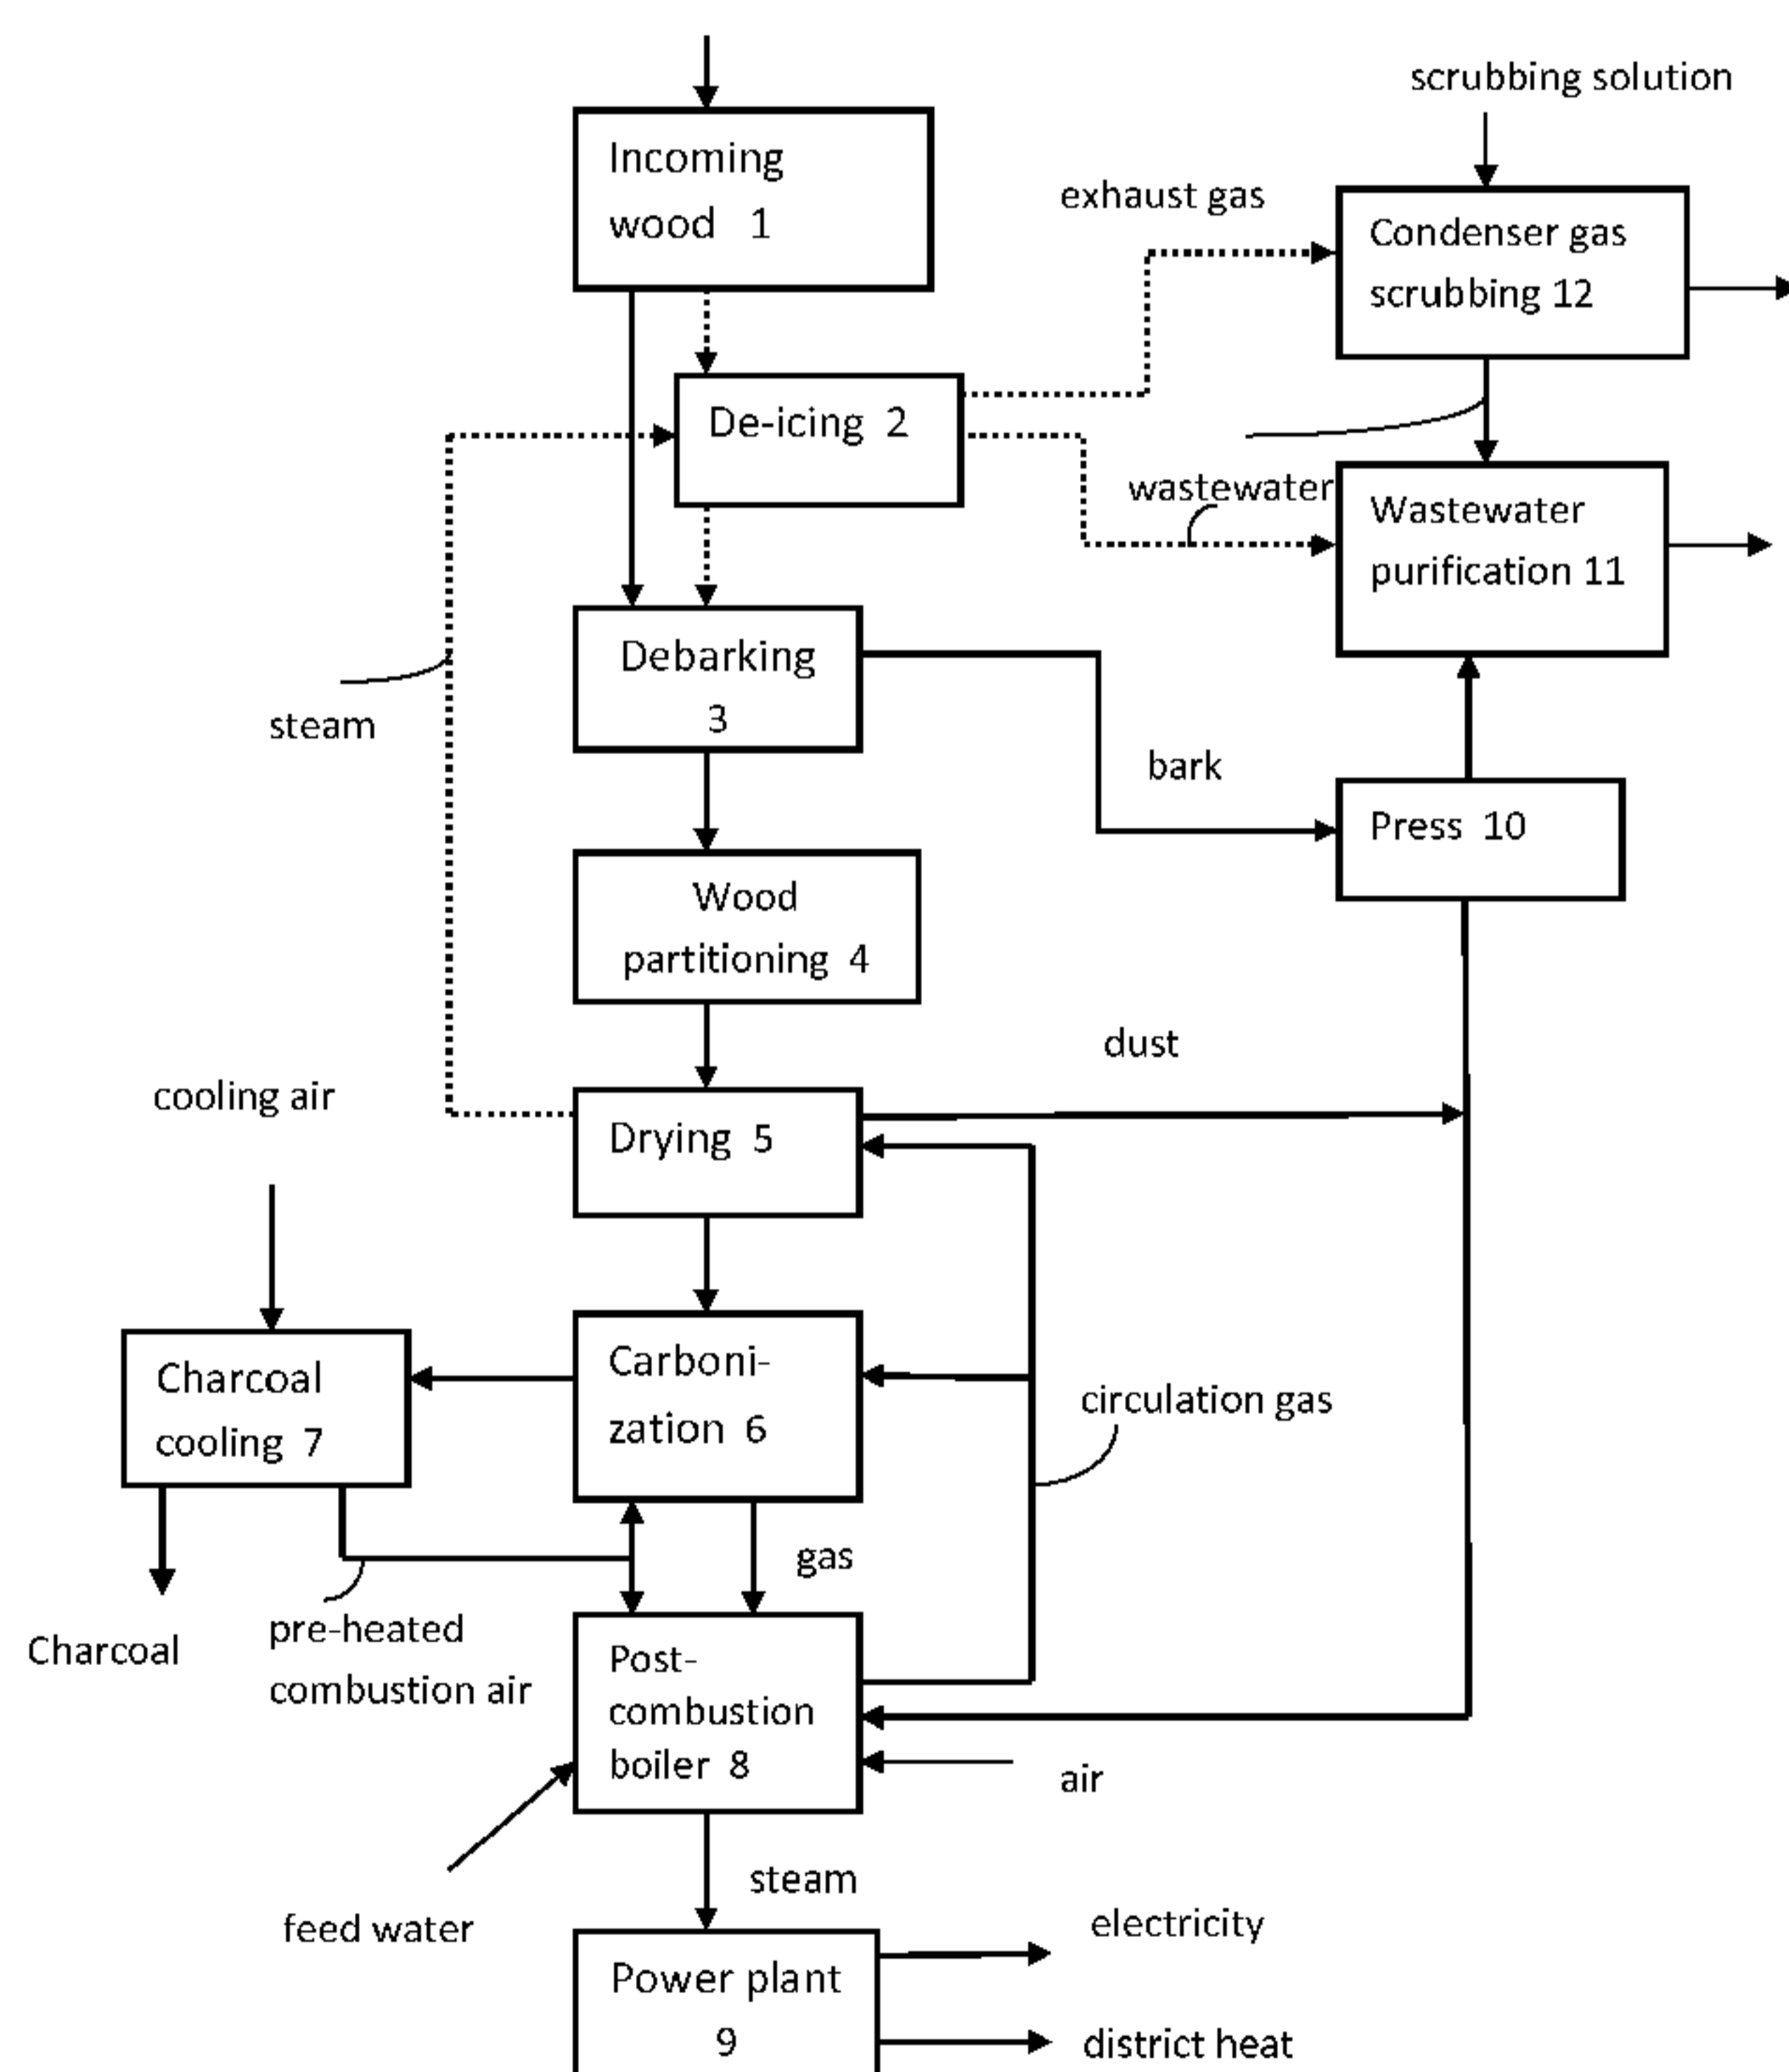 scrubbing solution
Incoming
wood 1
exhaust gas
Condenser gas
scrubbing 12
De-icing 2
wastewater
Wastewater
purification 11
Debarking
3
steam
bark
Press 10
Wood
partitioning 4
dust
cooling air
Drying 5
Charcoal
cooling 7
Carboni-
zation 6
circulation gas
gas
Charcoal
pre-heated
combustion air
Post-
combustion
boiler 8
air
feed water
steam
electricity
Power plant
9
district heat